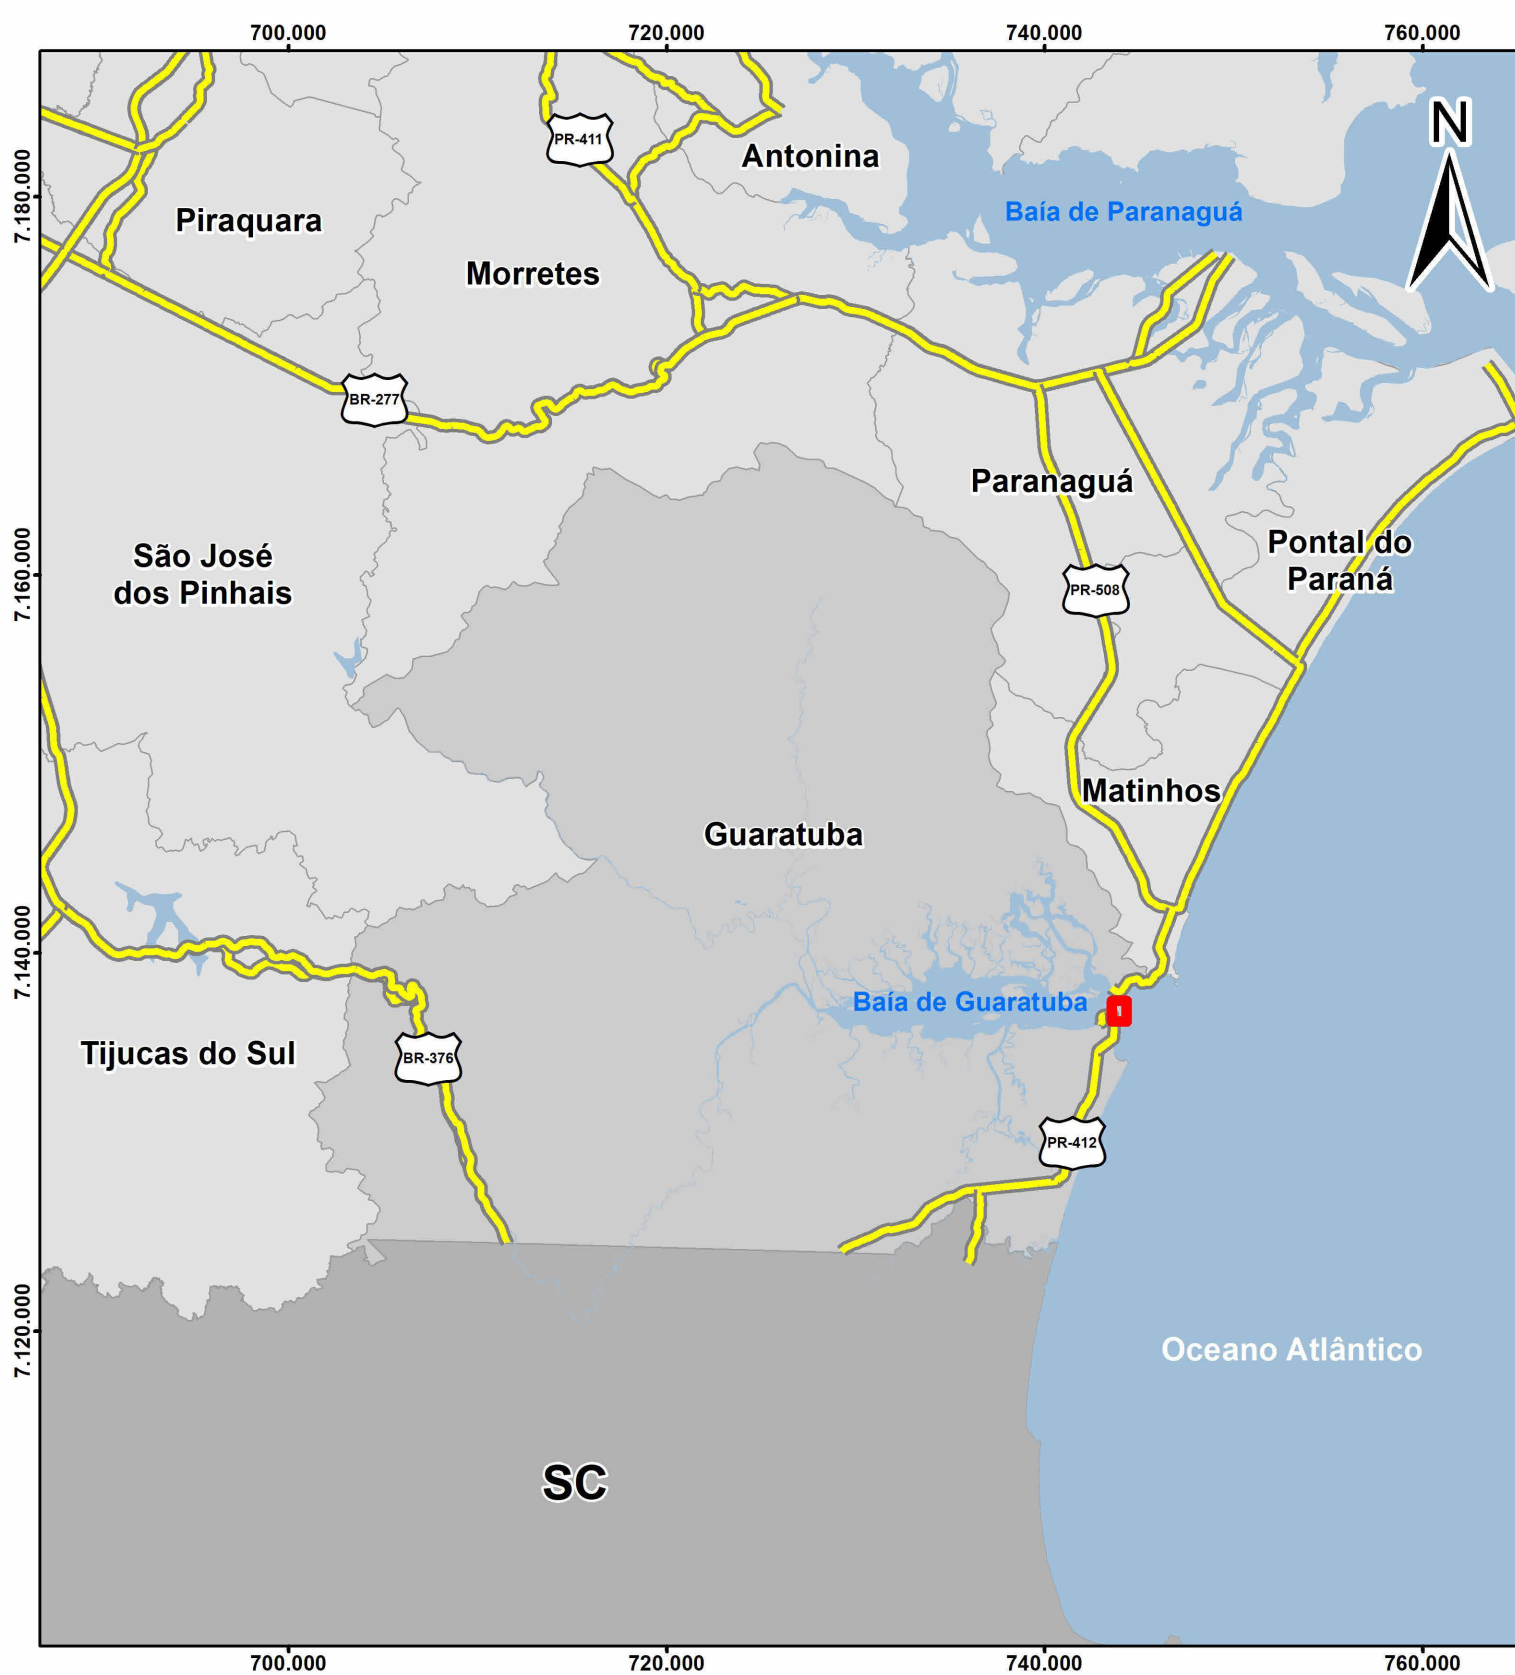 700.000
720.000
740.000
760.000
N
PR-411
Antonina
7.180.000
Baía de Paranaguá
Piraquara
Morretes
BR-277
Paranaguá
São José
dos Pinhais
Pontal do
Paraná
7.160.000
PR-508
Matinhos
Guaratuba
7.140.000
Baía de Guaratuba
Tijucas do Sul
BR-376
PR-412
7.120.000
Oceano Atlântico
SC
700.000
720.000
740.000
760.000